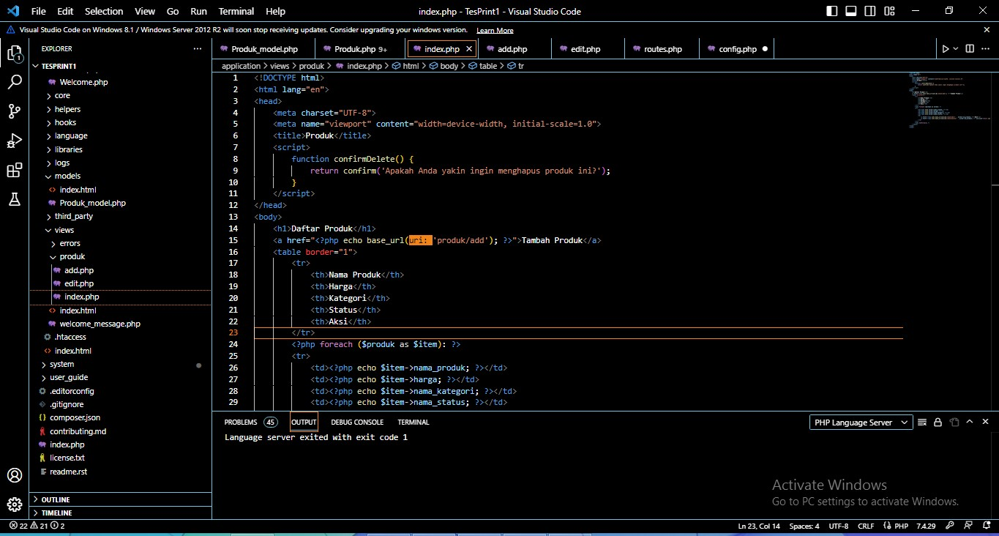 File Edit Selection View Go Run Terminal Help index.php - TesPrint1 - Visual Studio Code
Visual Studio Code on Windows 8.1 / Windows Server 2012 R2 will soon stop receiving updates. Consider upgrading your windows version. Learn More
EXPLORER
TESPRINT1
Welcome.php
core
helpers
hooks
language
libraries
logs
models
index.html
Produk_model.php
third_party
views
errors
produk
add.php
edit.php
index.php
index.html
welcome_message.php
.htaccess
index.html
system
user_guide
.editorconfig
.gitignore
composer.json
contributing.md
index.php
license.txt
readme.rst
OUTLINE
TIMELINE
1
Produk_model.php Produk.php 9+ index.php add.php edit.php routes.php config.php
application > views > produk > index.php > html > body > table > tr
1 <!DOCTYPE html>
2 <html lang="en">
3 <head>
4 <meta charset="UTF-8">
5 <meta name="viewport" content="width=device-width, initial-scale=1.0">
6 <title>Produk</title>
7 <script>
8 function confirmDelete() {
9 return confirm('Apakah Anda yakin ingin menghapus produk ini?');
10 }
11 </script>
12 </head>
13 <body>
14 <h1>Daftar Produk</h1>
15 <a href="<?php echo base_url(uri: 'produk/add'); ?>">Tambah Produk</a>
16 <table border="1">
17 <tr>
18 <th>Nama Produk</th>
19 <th>Harga</th>
20 <th>Kategori</th>
21 <th>Status</th>
22 <th>Aksi</th>
23 </tr>
24 <?php foreach ($produk as $item): ?>
25 <tr>
26 <td><?php echo $item->nama_produk; ?></td>
27 <td><?php echo $item->harga; ?></td>
28 <td><?php echo $item->nama_kategori; ?></td>
29 <td><?php echo $item->nama_status; ?></td>
PROBLEMS 45 OUTPUT DEBUG CONSOLE TERMINAL PHP Language Server
Language server exited with exit code 1
Activate Windows
Go to PC settings to activate Windows.
22 21 2 Ln 23, Col 14 Spaces: 4 UTF-8 CRLF PHP 7.4.29